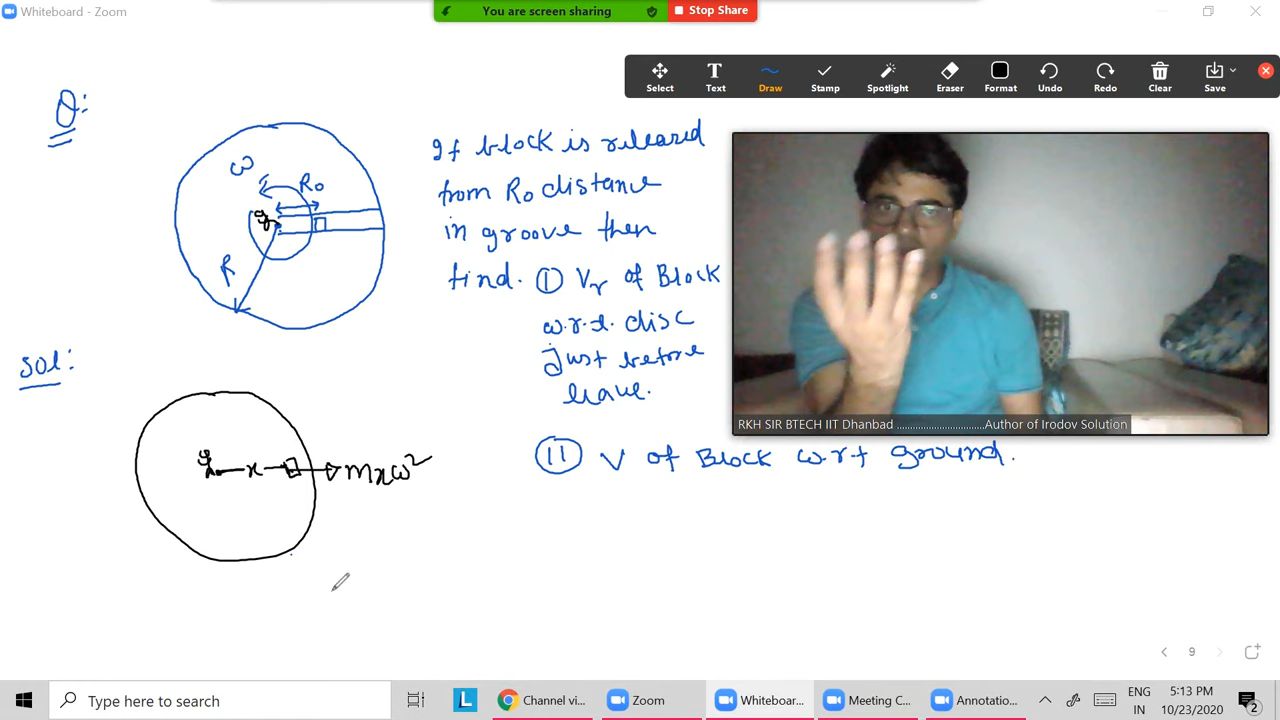 Whiteboard - Zoom
You are screen sharing
Stop Share
Select
Text
Draw
Stamp
Spotlight
Eraser
Format
Undo
Redo
Clear
Save
Q:
ω
R0
R
If block is released
from R0 distance
in groove then
find. (I) Vr of Block
w.r.t. disc
just before
leave.
(II) V of Block w.r.t ground.
Sol:
x
mxω²
RKH SIR BTECH IIT Dhanbad ................................Author of Irodov Solution
9
Type here to search
L
Channel vi...
Zoom
Whiteboar...
Meeting C...
Annotatio...
ENG
IN
5:13 PM
10/23/2020
2